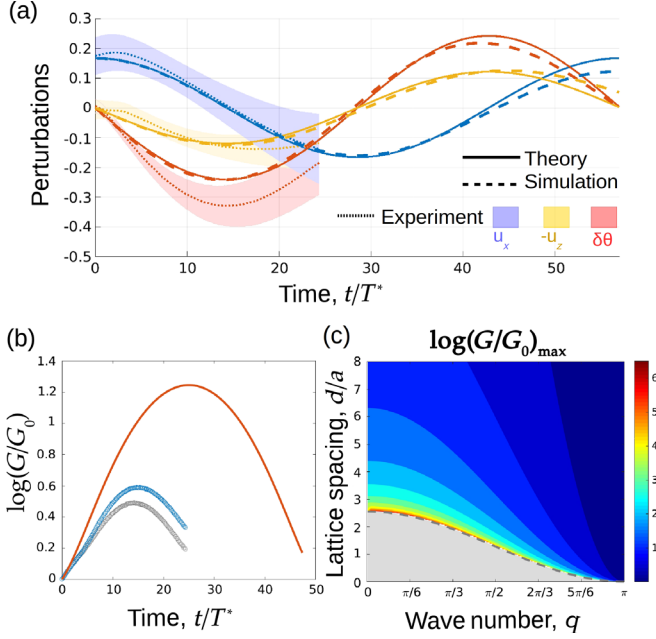 (a)
0.3
0.2
0.1
0
-0.1
-0.2
-0.3
-0.4
-0.5
Perturbations
Theory
Simulation
Experiment
u_x
-u_z
δθ
0 10 20 30 40 50
Time, t/T*
(b)
1.4
1.2
1
0.8
0.6
0.4
0.2
0
log(G/G₀)
0 10 20 30 40 50
Time, t/T*
(c)
log(G/G₀)max
8
7
6
5
4
3
2
1
0
Lattice spacing, d/a
0 π/6 π/3 π/2 2π/3 5π/6 π
Wave number, q
6
5
4
3
2
1